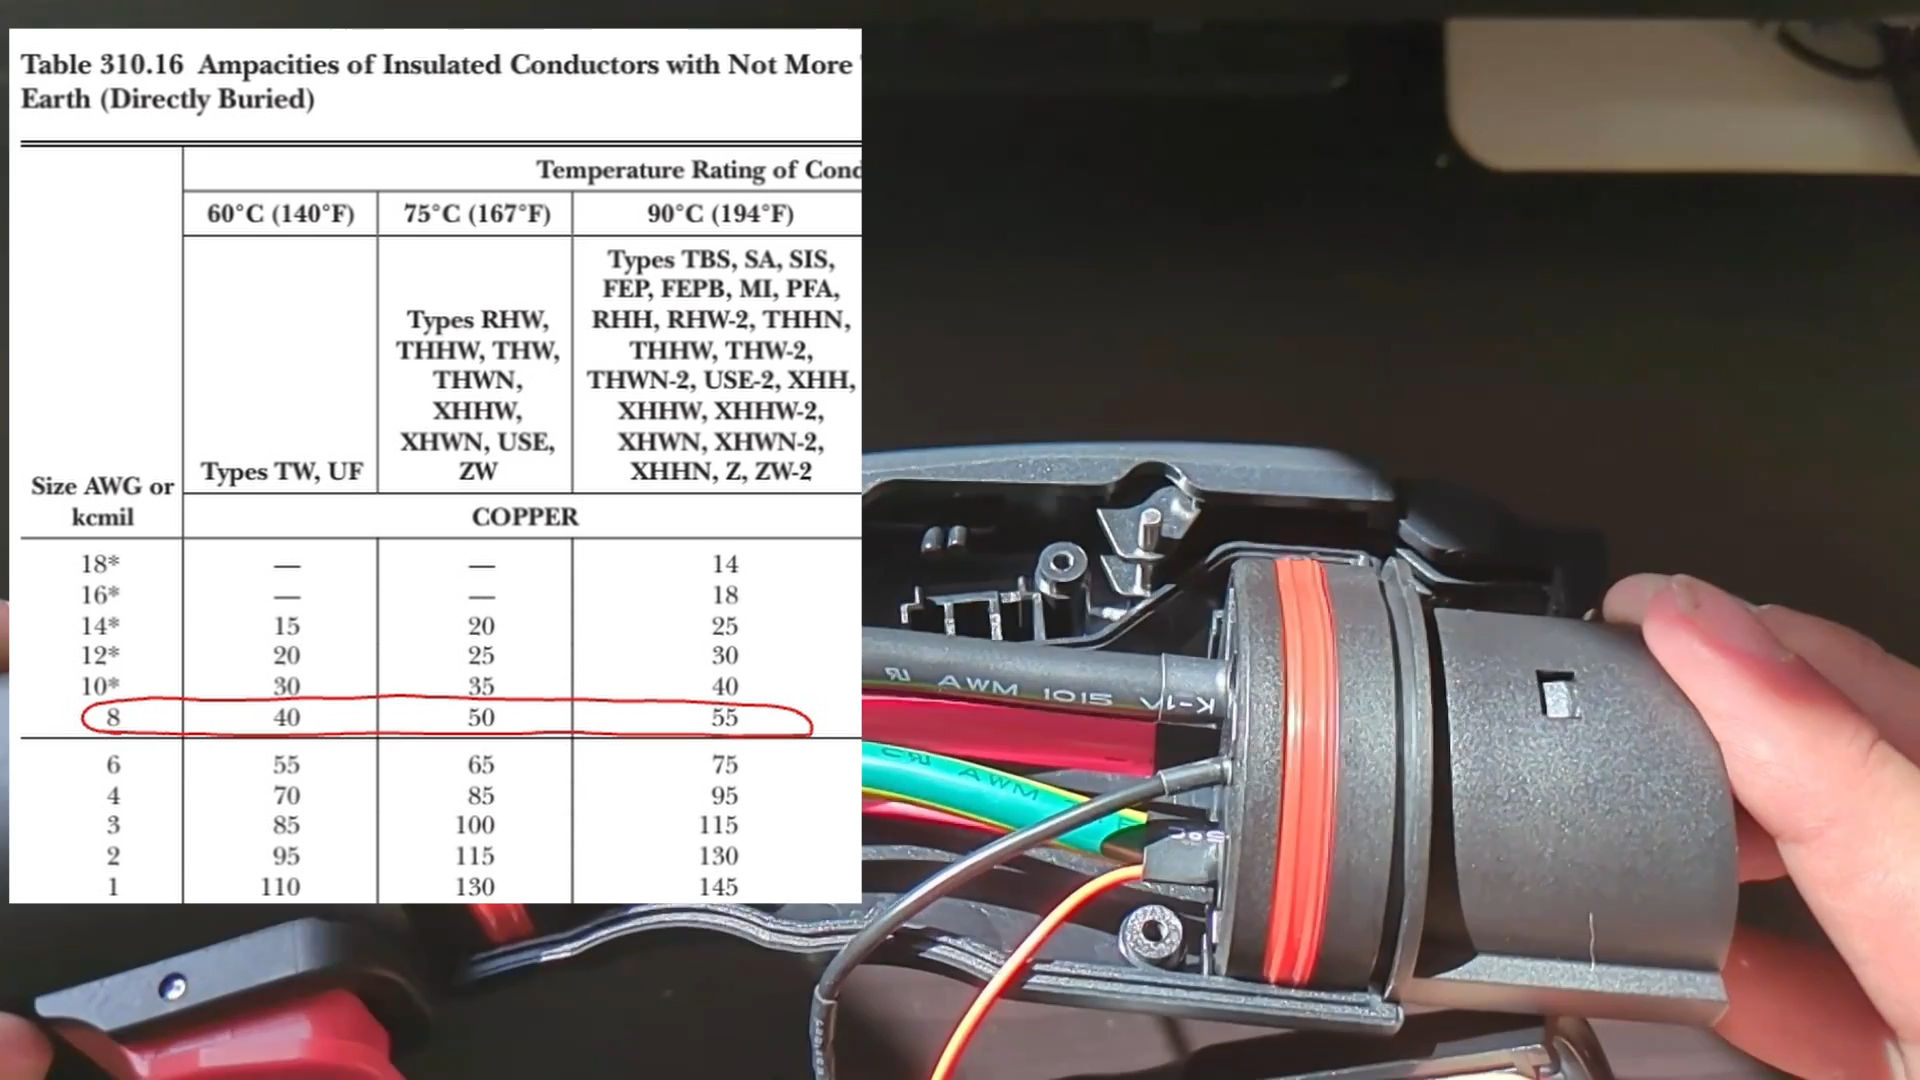 Table 310.16 Ampacities of Insulated Conductors with Not More
Earth (Directly Buried)
Temperature Rating of Cond
60°C (140°F) 75°C (167°F) 90°C (194°F)
Types TBS, SA, SIS,
FEP, FEPB, MI, PFA,
Types RHW, RHH, RHW-2, THHN,
THHW, THW, THHW, THW-2,
THWN, THWN-2, USE-2, XHH,
XHHW, XHHW, XHHW-2,
XHWN, USE, XHWN, XHWN-2,
Size AWG or Types TW, UF ZW XHHN, Z, ZW-2
kcmil COPPER
18* — — 14
16* — — 18
14* 15 20 25
12* 20 25 30
10* 30 35 40
8 40 50 55
6 55 65 75
4 70 85 95
3 85 100 115
2 95 115 130
1 110 130 145
AWM 1015
AWM